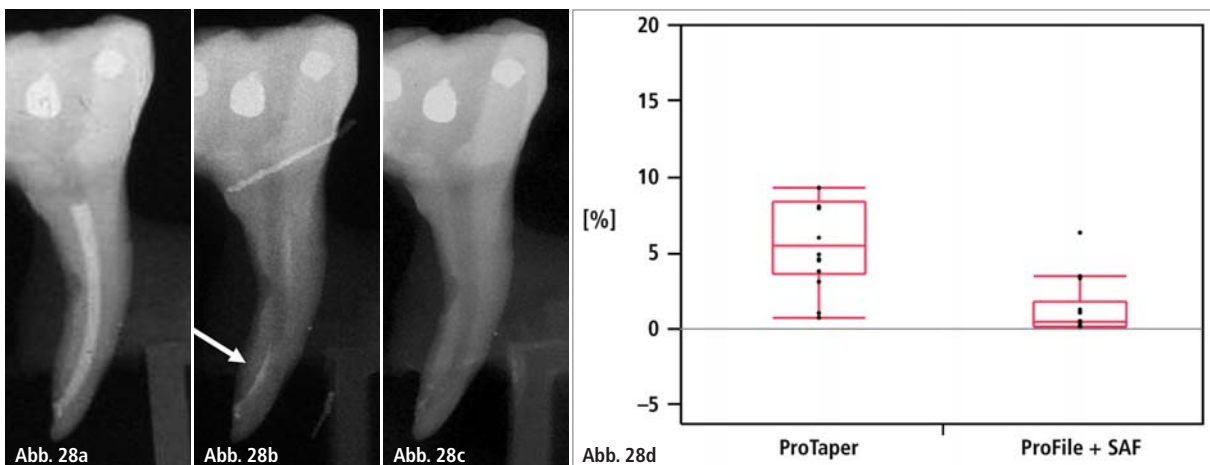 Abb. 28a
Abb. 28b
Abb. 28c
Abb. 28d
[%]
20
15
10
5
0
–5
ProTaper
ProFile + SAF